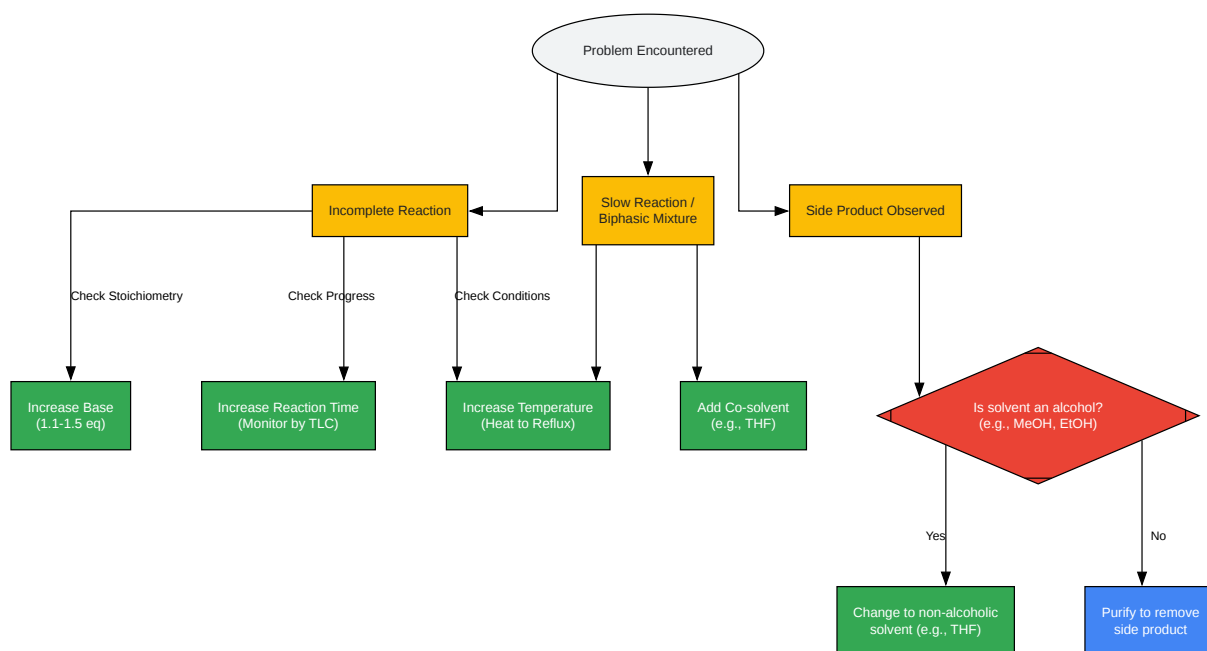 Problem Encountered
Incomplete Reaction
Slow Reaction /
Biphasic Mixture
Side Product Observed
Check Stoichiometry
Check Progress
Check Conditions
Increase Base
(1.1-1.5 eq)
Increase Reaction Time
(Monitor by TLC)
Increase Temperature
(Heat to Reflux)
Add Co-solvent
(e.g., THF)
Is solvent an alcohol?
(e.g., MeOH, EtOH)
Yes
No
Change to non-alcoholic
solvent (e.g., THF)
Purify to remove
side product